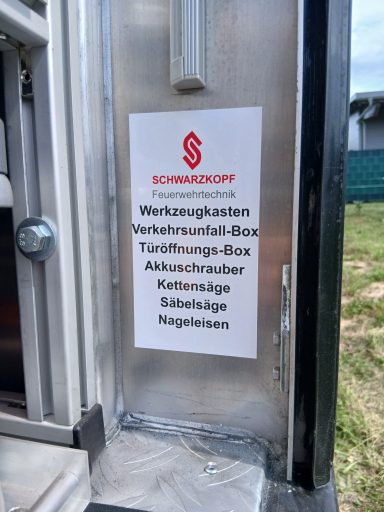 SCHWARZKOPF
Feuerwehrtechnik
Werkzeugkasten
Verkehrsunfall-Box
Türöffnungs-Box
Akkuschrauber
Kettensäge
Säbelsäge
Nageleisen